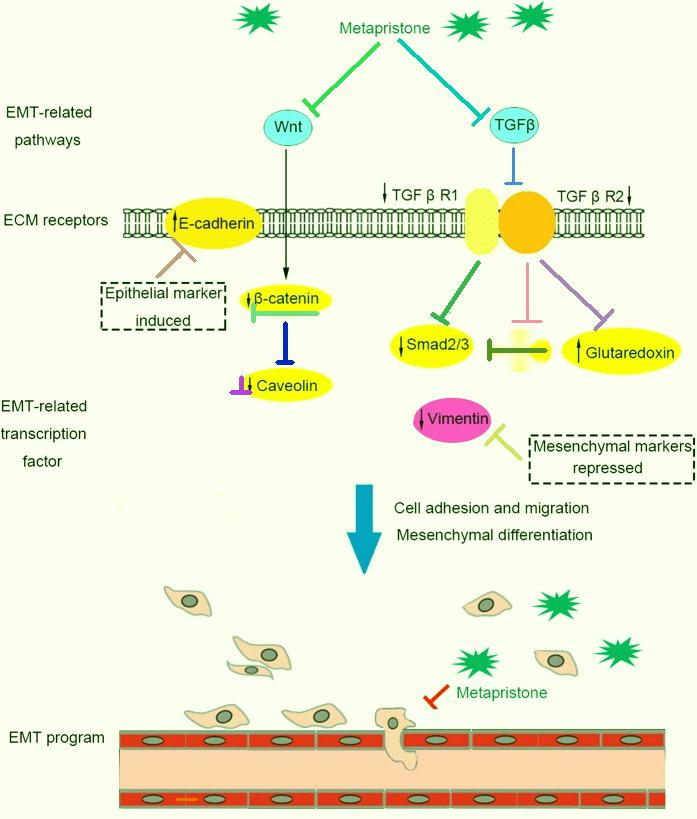 Metapristone
EMT-related
pathways
Wnt
TGFβ
↓ TGF β R1
TGF β R2↓
ECM receptors
↑E-cadherin
Epithelial marker
induced
↓β-catenin
↓Smad2/3
↑ Glutaredoxin
↓Caveolin
EMT-related
transcription
factor
↓Vimentin
Mesenchymal markers
repressed
Cell adhesion and migration
Mesenchymal differentiation
Metapristone
EMT program